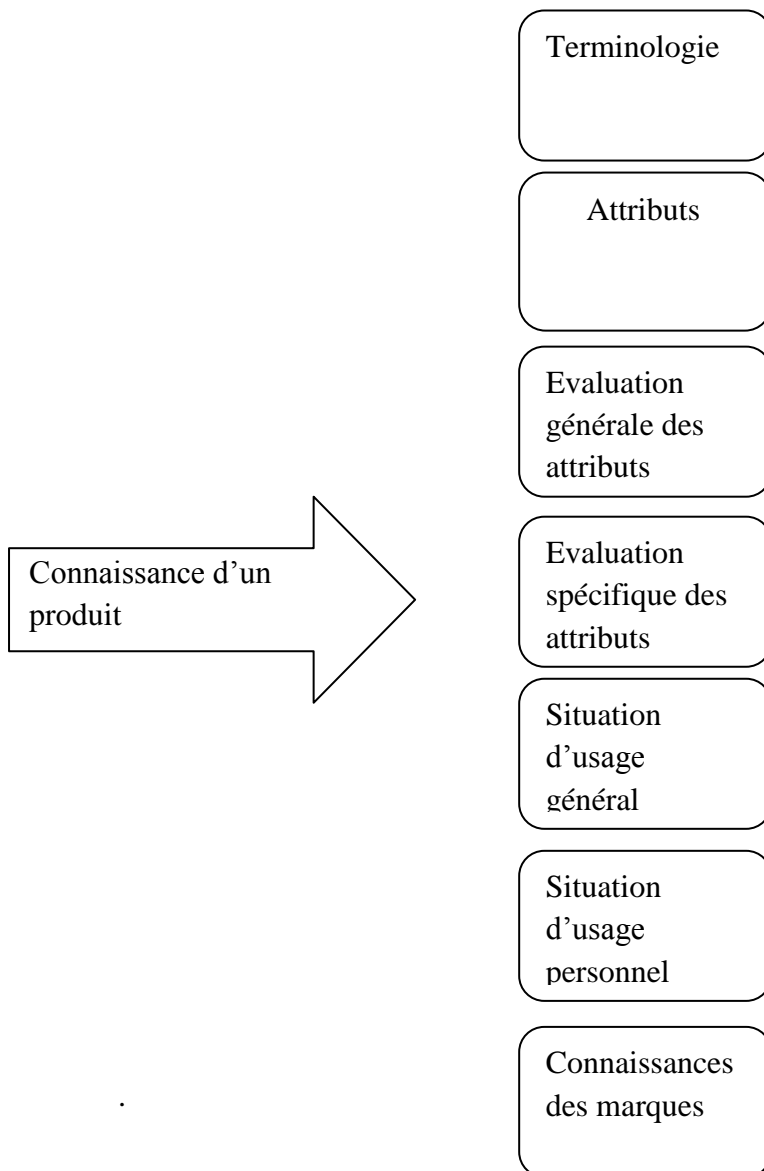 Terminologie
Attributs
Evaluation
générale des
attributs
Connaissance d’un
produit
Evaluation
spécifique des
attributs
Situation
d’usage
général
Situation
d’usage
personnel
Connaissances
des marques
.